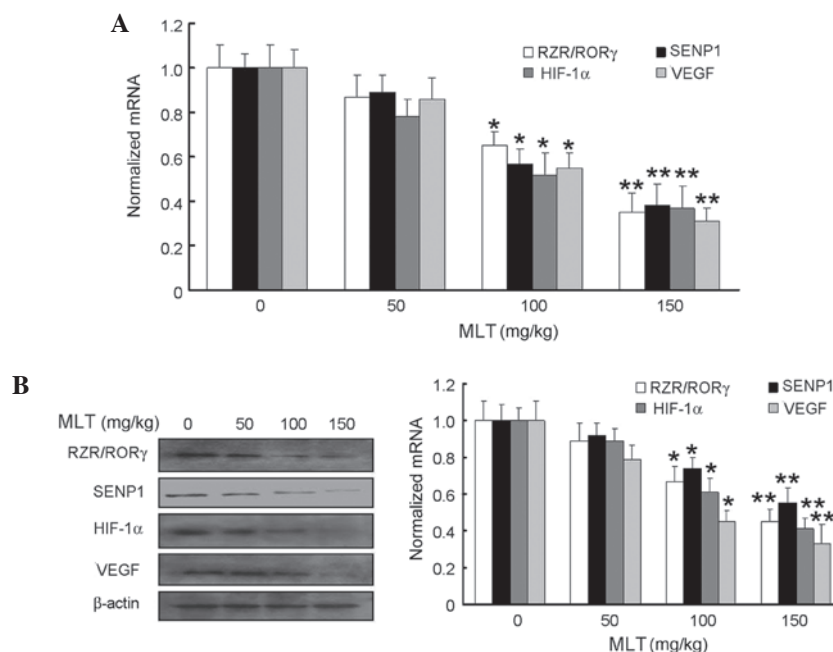 A
1.2
1.0
0.8
0.6
0.4
0.2
0
Normalized mRNA
RZR/RORγ
SENP1
HIF-1α
VEGF
* * * *
** ** ** **
0 50 100 150
MLT (mg/kg)
B
MLT (mg/kg) 0 50 100 150
RZR/RORγ
SENP1
HIF-1α
VEGF
β-actin
1.2
1.0
0.8
0.6
0.4
0.2
0
Normalized mRNA
RZR/RORγ
SENP1
HIF-1α
VEGF
* * * *
** ** ** **
0 50 100 150
MLT (mg/kg)